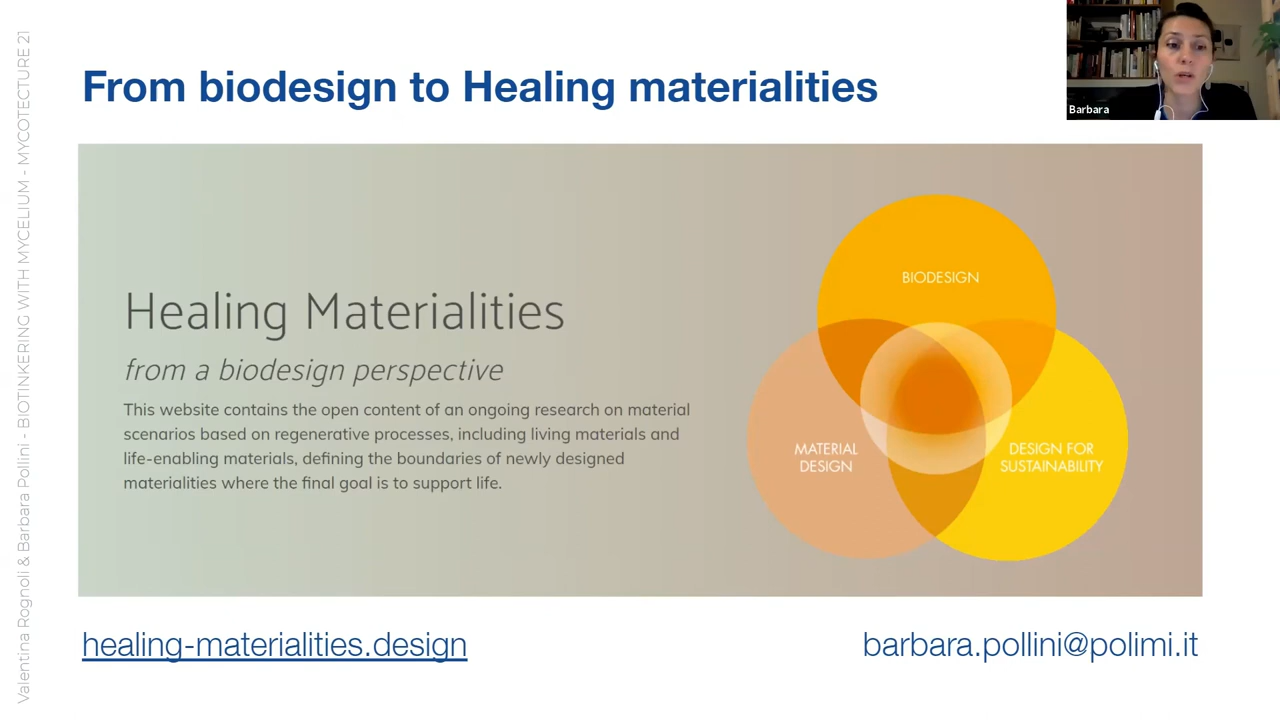 From biodesign to Healing materialities
Barbara
Healing Materialities
from a biodesign perspective
This website contains the open content of an ongoing research on material
scenarios based on regenerative processes, including living materials and
life-enabling materials, defining the boundaries of newly designed
materialities where the final goal is to support life.
BIODESIGN
MATERIAL
DESIGN
DESIGN FOR
SUSTAINABILITY
healing-materialities.design
barbara.pollini@polimi.it
Valentina Rognoli & Barbara Pollini - BIOTINKERING WITH MYCELIUM - MYCOTECTURE 21